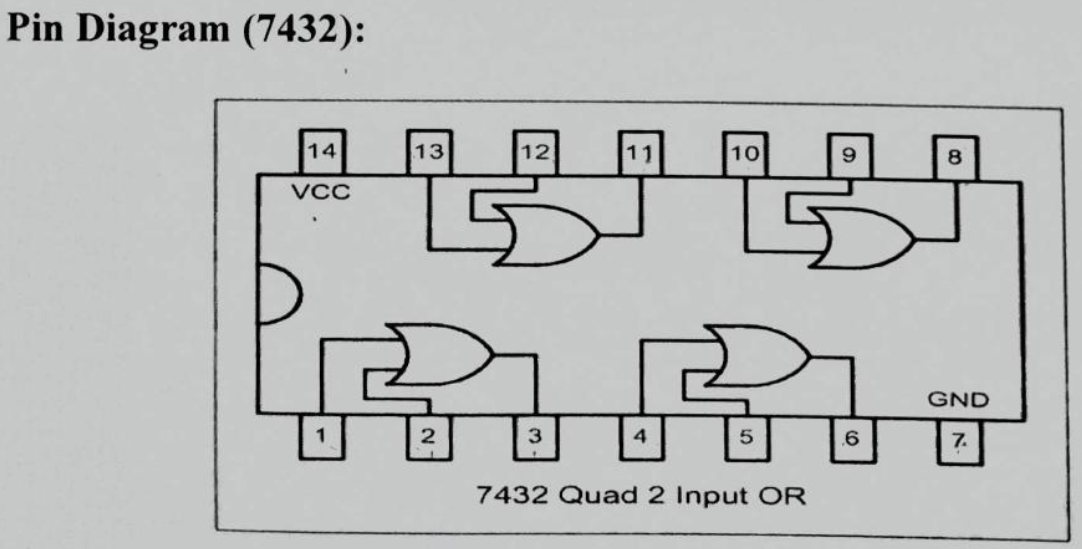 Pin Diagram (7432):
14 13 12 11 10 9 8
VCC
GND
1 2 3 4 5 6 7
7432 Quad 2 Input OR